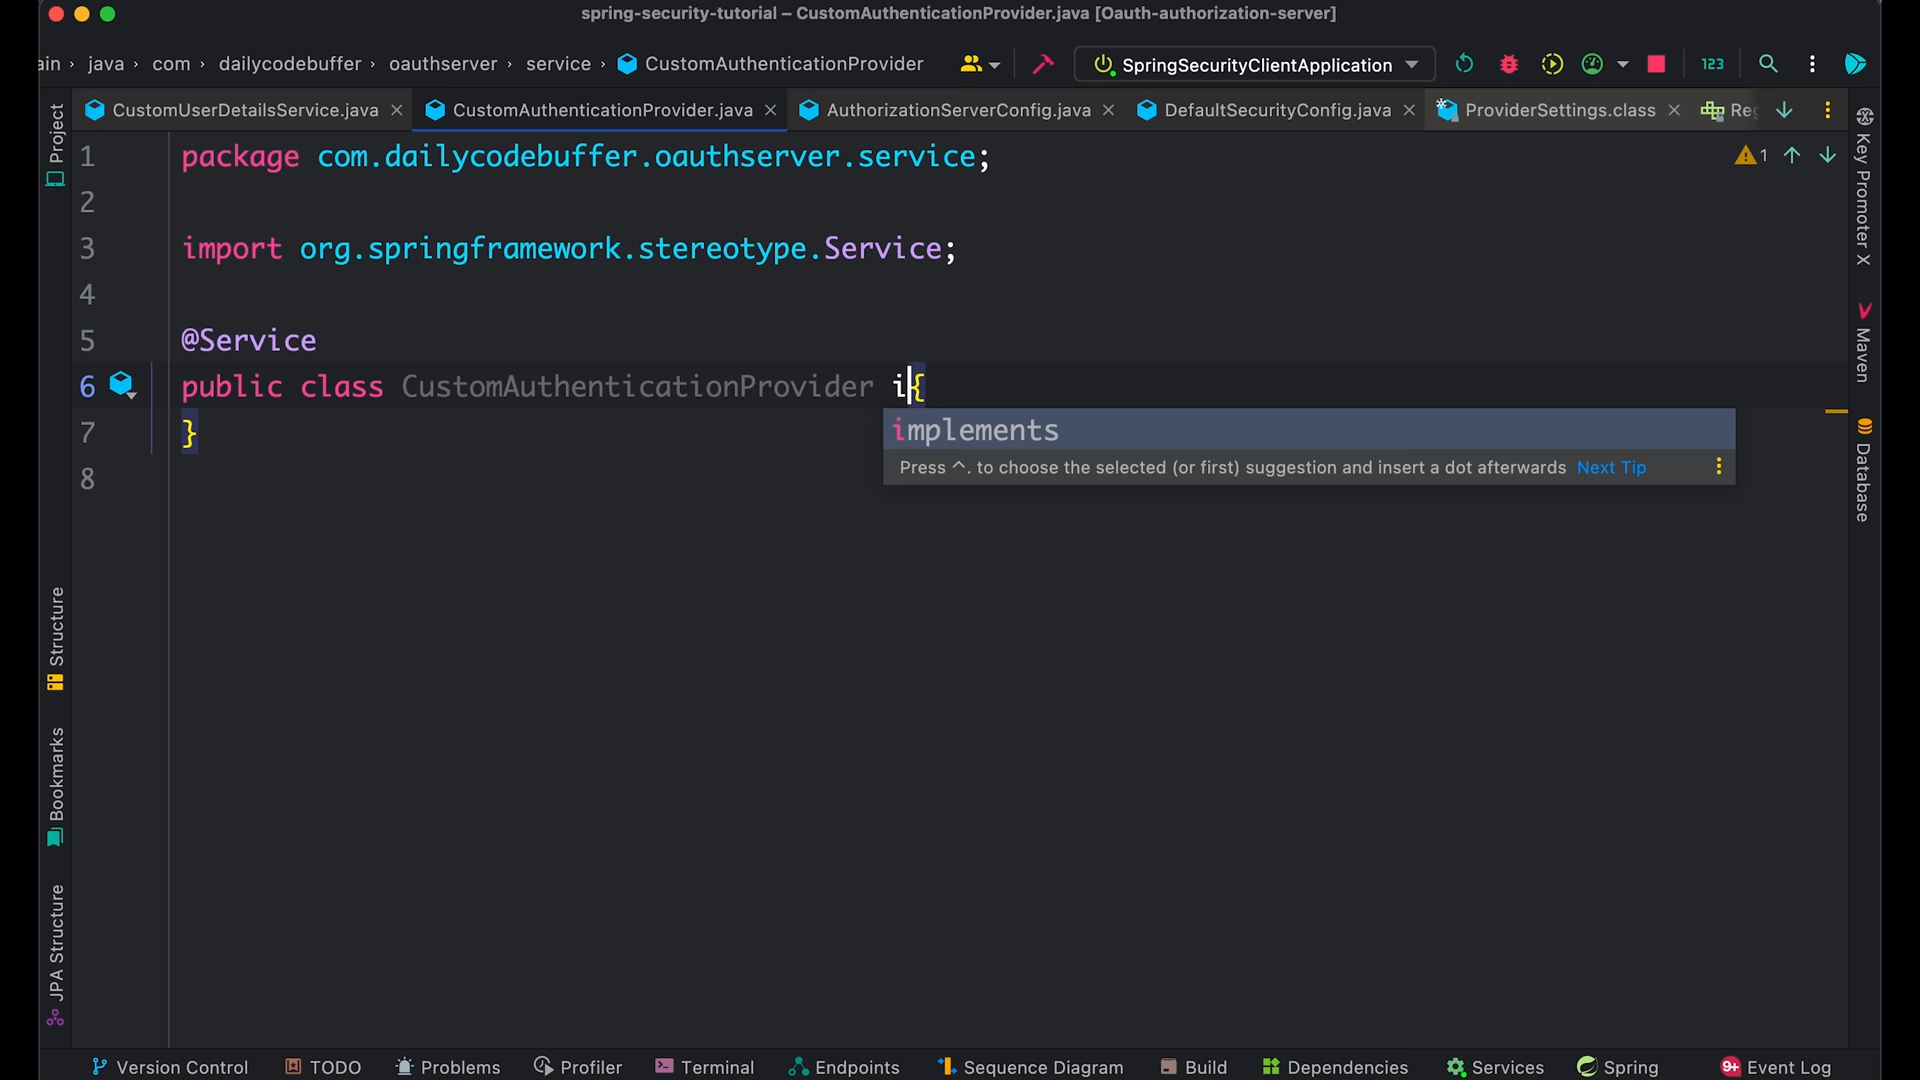 spring-security-tutorial – CustomAuthenticationProvider.java [Oauth-authorization-server]
java › com › dailycodebuffer › oauthserver › service › CustomAuthenticationProvider
SpringSecurityClientApplication
123
CustomUserDetailsService.java
CustomAuthenticationProvider.java
AuthorizationServerConfig.java
DefaultSecurityConfig.java
ProviderSettings.class
Project
Structure
Bookmarks
JPA Structure
1 package com.dailycodebuffer.oauthserver.service;
2
3 import org.springframework.stereotype.Service;
4
5 @Service
6 public class CustomAuthenticationProvider i{
7 }
8
implements
Press ^. to choose the selected (or first) suggestion and insert a dot afterwards Next Tip
1
Key Promoter X
Maven
Database
Version Control
TODO
Problems
Profiler
Terminal
Endpoints
Sequence Diagram
Build
Dependencies
Services
Spring
9+ Event Log